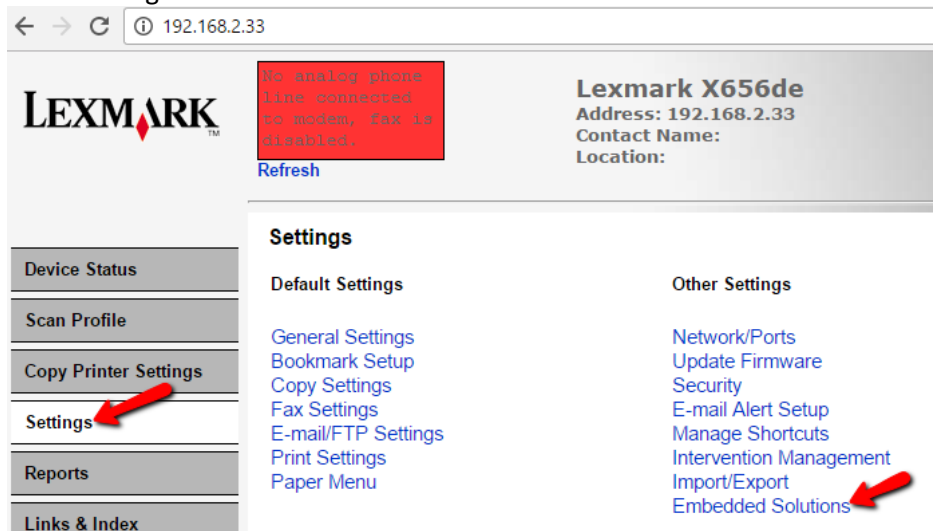 192.168.2.33
LEXMARK
TM
No analog phone
line connected
to modem, fax is
disabled.
Refresh
Lexmark X656de
Address: 192.168.2.33
Contact Name:
Location:
Device Status
Scan Profile
Copy Printer Settings
Settings
Reports
Links & Index
Settings
Default Settings
General Settings
Bookmark Setup
Copy Settings
Fax Settings
E-mail/FTP Settings
Print Settings
Paper Menu
Other Settings
Network/Ports
Update Firmware
Security
E-mail Alert Setup
Manage Shortcuts
Intervention Management
Import/Export
Embedded Solutions